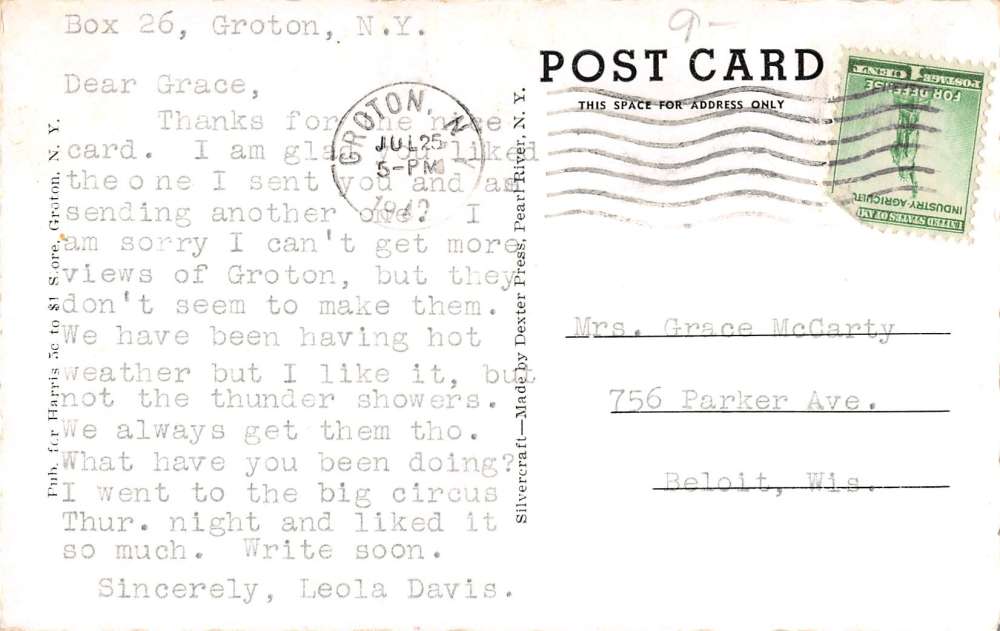 Box 26, Groton, N.Y.
Dear Grace,
Thanks for the nice
card. I am glad you liked
the one I sent you and am
sending another one. I
am sorry I can't get more
views of Groton, but they
don't seem to make them.
We have been having hot
weather but I like it, but
not the thunder showers.
We always get them tho.
What have you been doing?
I went to the big circus
Thur. night and liked it
so much. Write soon.
Sincerely, Leola Davis.
Pub. for Harris 5c to $1 Store, Groton, N. Y.
Silvercraft—Made by Dexter Press, Pearl River, N. Y.
9-
POST CARD
THIS SPACE FOR ADDRESS ONLY
GROTON, N.Y.
JUL 25
5-PM
POSTAGE 1 CENT
FOR DEFENSE
INDUSTRY-AGRICULT
UNITED STATES OF AM
Mrs. Grace McCarty
756 Parker Ave.
Beloit, Wis.